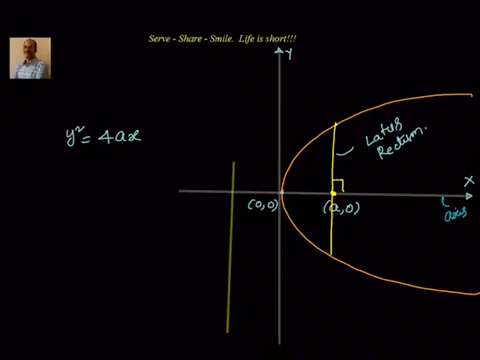 Serve - Share - Smile. Life is short!!!
Y
y² = 4ax
Latus
Rectum.
X
(0,0)
(a,0)
axis